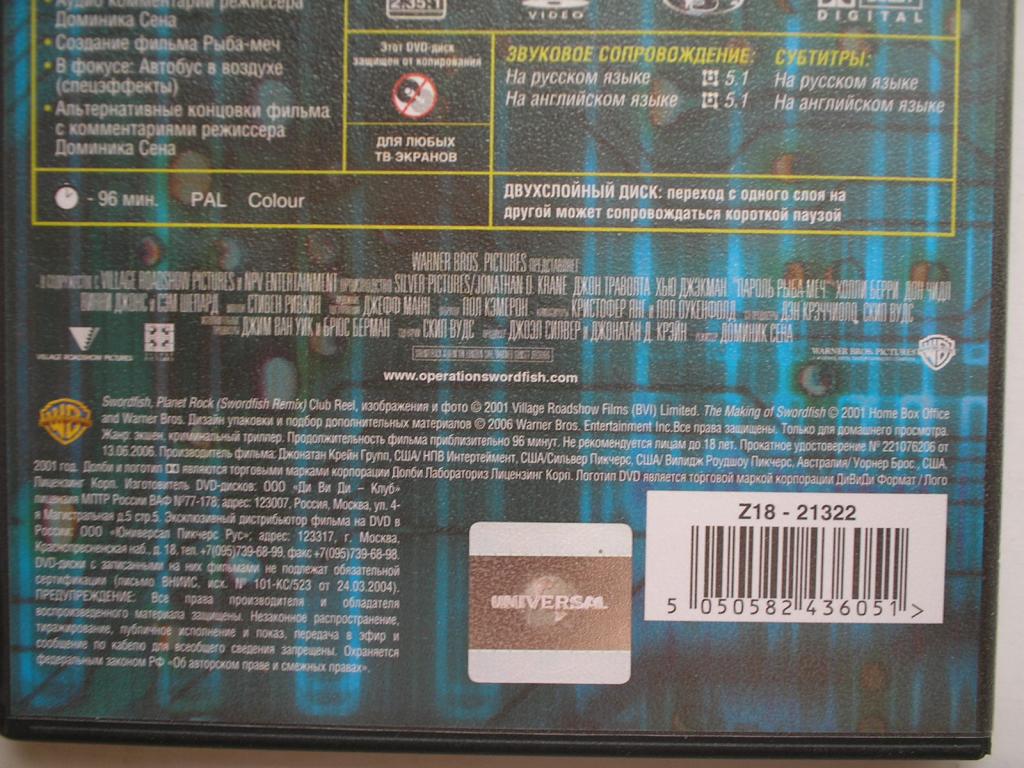 Аудио комментарии режиссера
Доминика Сена
• Создание фильма Рыба-меч
• В фокусе: Автобус в воздухе
(спецэффекты)
• Альтернативные концовки фильма
с комментариями режиссера
Доминика Сена
2.35:1
VIDEO
DIGITAL
Этот DVD-диск
защищен от копирования
ДЛЯ ЛЮБЫХ
ТВ-ЭКРАНОВ
ЗВУКОВОЕ СОПРОВОЖДЕНИЕ:
На русском языке 5.1
На английском языке 5.1
СУБТИТРЫ:
На русском языке
На английском языке
- 96 мин. PAL Colour
ДВУХСЛОЙНЫЙ ДИСК: переход с одного слоя на
другой может сопровождаться короткой паузой
WARNER BROS. PICTURES ПРЕДСТАВЛЯЕТ
VILLAGE ROADSHOW PICTURES и NPV ENTERTAINMENT ПРОИЗВОДСТВО SILVER PICTURES/JONATHAN D. KRANE ДЖОН ТРАВОЛТА ХЬЮ ДЖЭКМАН "ПАРОЛЬ РЫБА-МЕЧ" ХОЛЛИ БЕРРИ ДОН ЧИДЛ
ВИННИ ДЖОНС и СЭМ ШЕПАРД СТИВЕН РИВКИН ДЖЕФФ МАНН ПОЛ КЭМЕРОН КРИСТОФЕР ЯНГ и ПОЛ ОУКЕНФОЛД ДЭН КРЭЧЧИОЛО, СКИП ВУДС
ДЖИМ ВАН УИК и БРЮС БЕРМАН СКИП ВУДС ДЖОЭЛ СИЛВЕР и ДЖОНАТАН Д. КРЭЙН ДОМИНИК СЕНА
VILLAGE ROADSHOW PICTURES
WARNER BROS. PICTURES
www.operationswordfish.com
Swordfish, Planet Rock (Swordfish Remix) Club Reel, изображения и фото © 2001 Village Roadshow Films (BVI) Limited. The Making of Swordfish © 2001 Home Box Office
and Warner Bros. Дизайн упаковки и подбор дополнительных материалов © 2006 Warner Bros. Entertainment Inc.Все права защищены. Только для домашнего просмотра.
Жанр: экшен, криминальный триллер. Продолжительность фильма приблизительно 96 минут. Не рекомендуется лицам до 18 лет. Прокатное удостоверение № 221076206 от
13.06.2006. Производитель фильма: Джонатан Крейн Групп, США/ НПВ Интертеймент, США/Сильвер Пикчерс, США/ Вилидж Роудшоу Пикчерс, Австралия/ Уорнер Брос., США,
2001 год. Долби и логотип являются торговыми марками корпорации Долби Лабораториз Лицензинг Корп. Логотип DVD является торговой маркой корпорации ДиВиДи Формат / Лого
Лицензинг Корп. Изготовитель DVD-дисков: ООО «Ди Ви Ди – Клуб»
лицензия МПТР России ВАФ №77-178; адрес: 123007, Россия, Москва, ул. 4-
я Магистральная д.5 стр.5. Эксклюзивный дистрибьютор фильма на DVD в
России: ООО «Юниверсал Пикчерс Рус»; адрес: 123317, г. Москва,
Краснопресненская наб., д. 18, тел. +7(095)739-68-99, факс +7(095)739-68-98.
DVD-диски с записанными на них фильмами не подлежат обязательной
сертификации (письмо ВНИИС, исх. № 101-КС/523 от 24.03.2004).
ПРЕДУПРЕЖДЕНИЕ: Все права производителя и обладателя
воспроизведенного материала защищены. Незаконное распространение,
тиражирование, публичное исполнение и показ, передача в эфир и
сообщение по кабелю для всеобщего сведения запрещены. Охраняется
федеральным законом РФ «Об авторском праве и смежных правах».
UNIVERSAL
Z18 - 21322
5 050582 436051 >